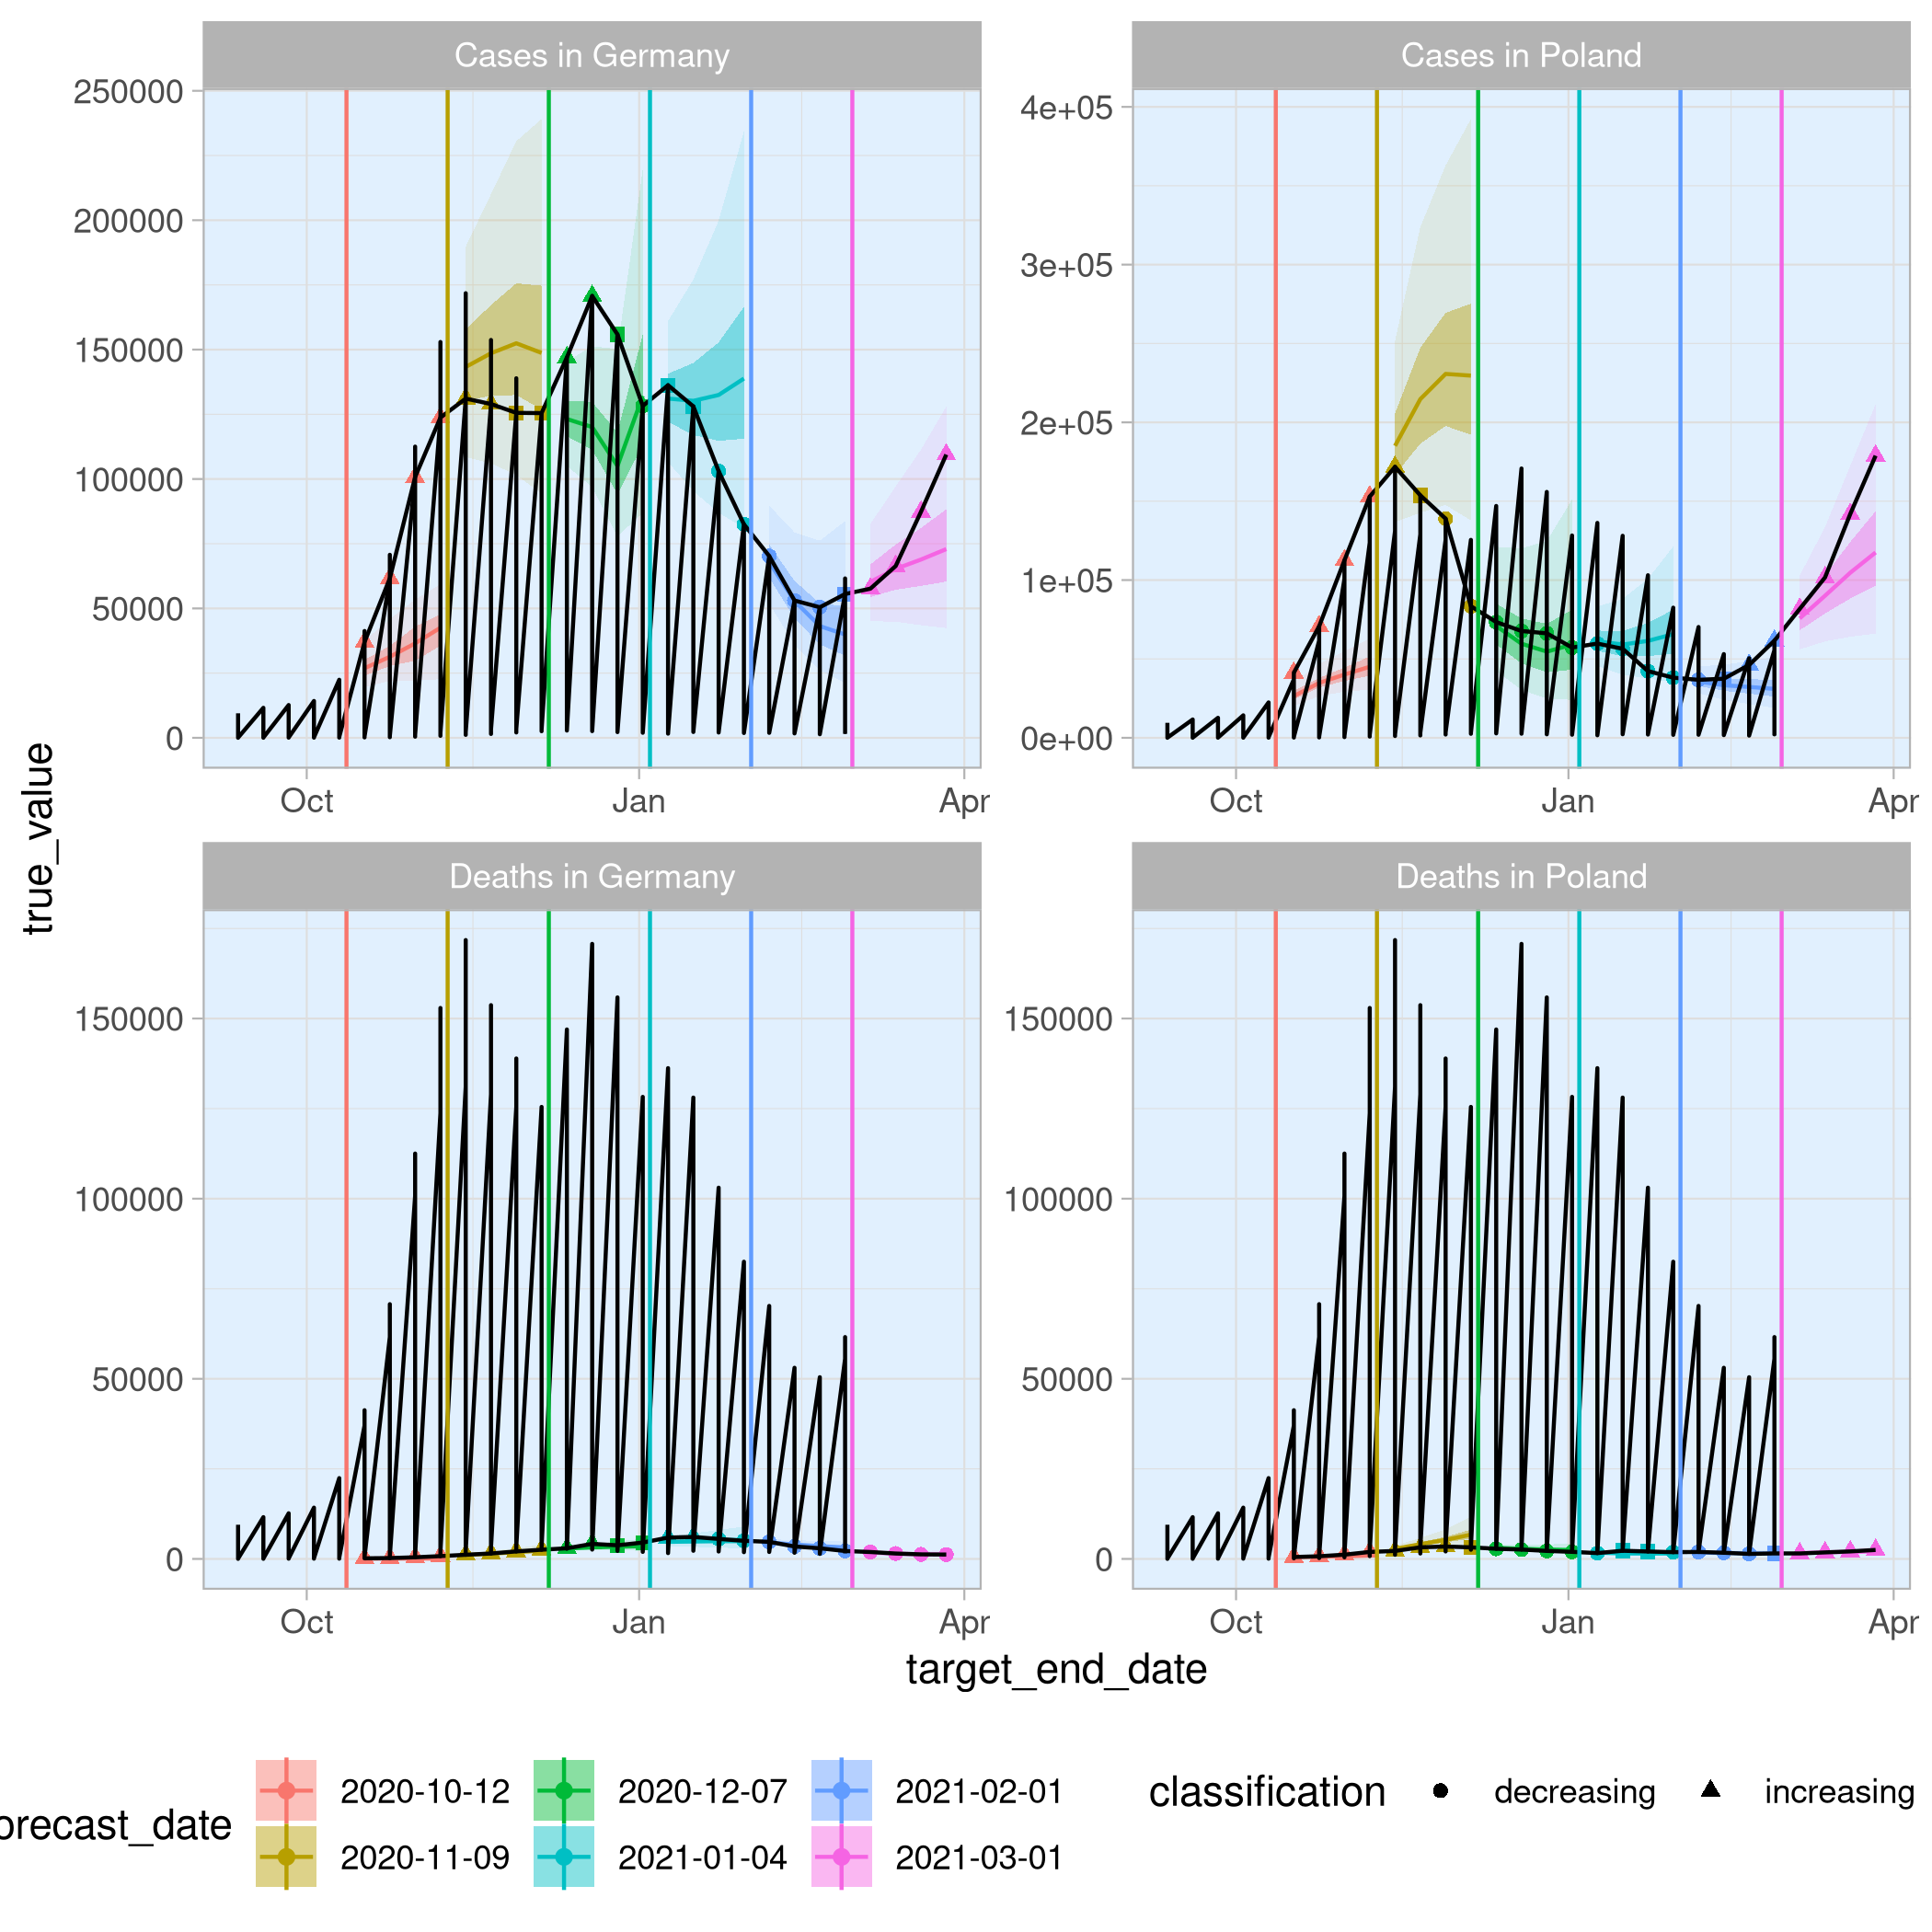 Cases in Germany
Cases in Poland
250000
200000
150000
100000
50000
0
4e+05
3e+05
2e+05
1e+05
0e+00
Oct
Jan
Apr
Oct
Jan
Apr
true_value
Deaths in Germany
Deaths in Poland
150000
100000
50000
0
150000
100000
50000
0
Oct
Jan
Apr
Oct
Jan
Apr
target_end_date
orecast_date
2020-10-12
2020-12-07
2021-02-01
2020-11-09
2021-01-04
2021-03-01
classification
decreasing
increasing